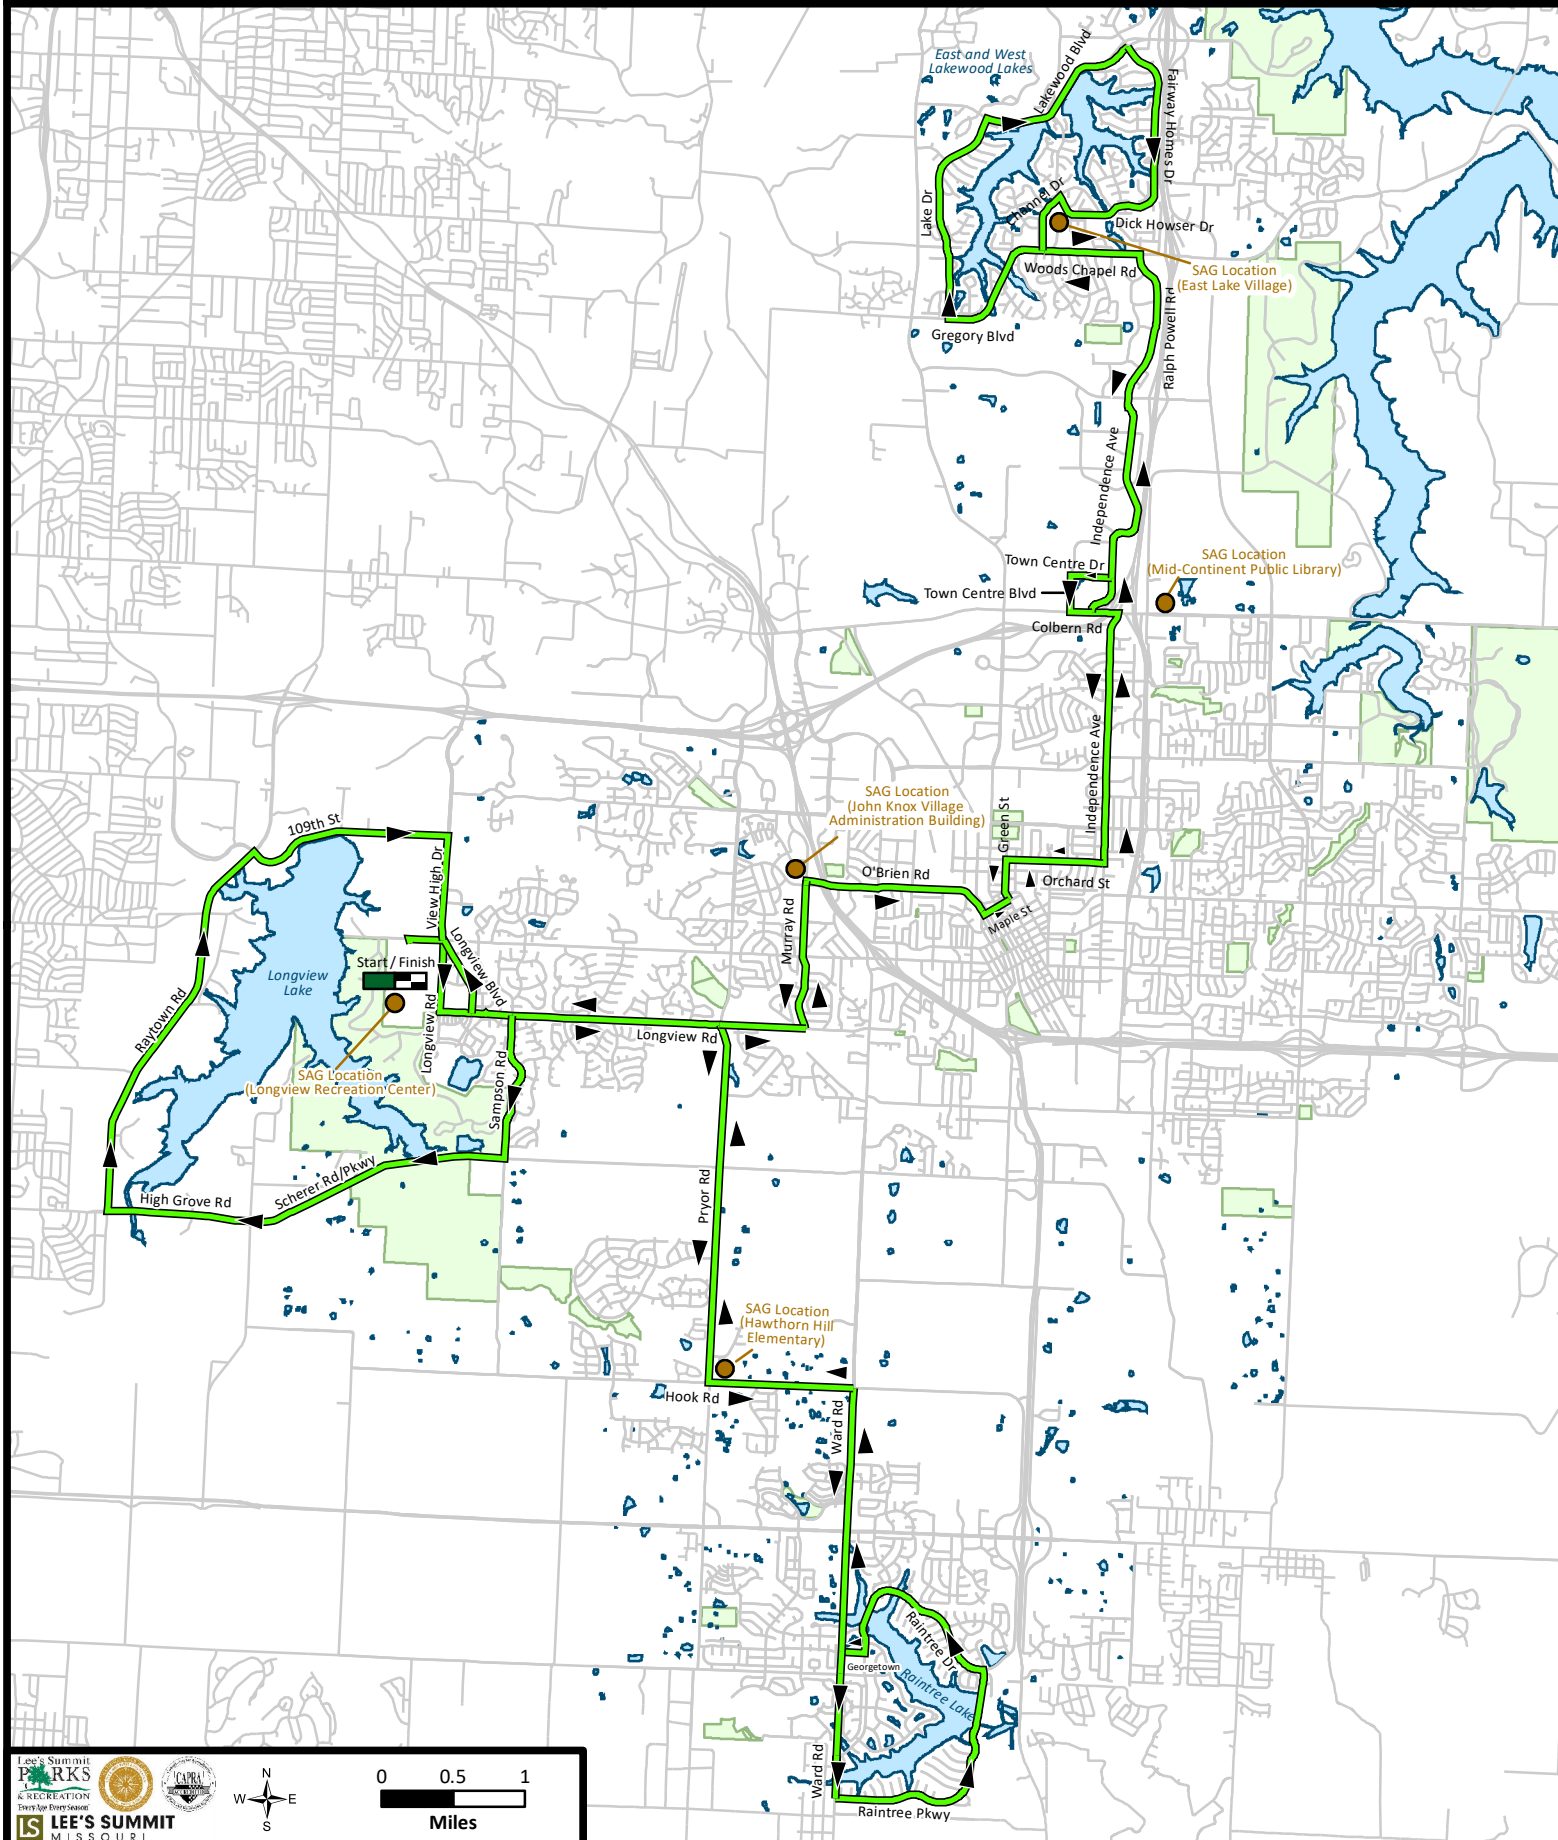 East and West
Lakewood Lakes
Lakewood Blvd
Fairway Homes Dr
Lake Dr
Channel Dr
Dick Howser Dr
Woods Chapel Rd
SAG Location
(East Lake Village)
Gregory Blvd
Ralph Powell Rd
Independence Ave
Town Centre Dr
SAG Location
(Mid-Continent Public Library)
Town Centre Blvd
Colbern Rd
Independence Ave
SAG Location
(John Knox Village
Administration Building)
Green St
109th St
View High Dr
O'Brien Rd
Orchard St
Maple St
Murray Rd
Longview Blvd
Start / Finish
Longview
Lake
Raytown Rd
Longview Rd
Longview Rd
SAG Location
(Longview Recreation Center)
Sampson Rd
Scherer Rd/Pkwy
High Grove Rd
Pryor Rd
SAG Location
(Hawthorn Hill
Elementary)
Hook Rd
Ward Rd
Raintree Dr
Georgetown
Raintree Lake
Ward Rd
Raintree Pkwy
Lee's Summit
PARKS
& RECREATION
Every Age Every Season
CAPRA
LS LEE'S SUMMIT
MISSOURI
N
W E
S
0 0.5 1
Miles